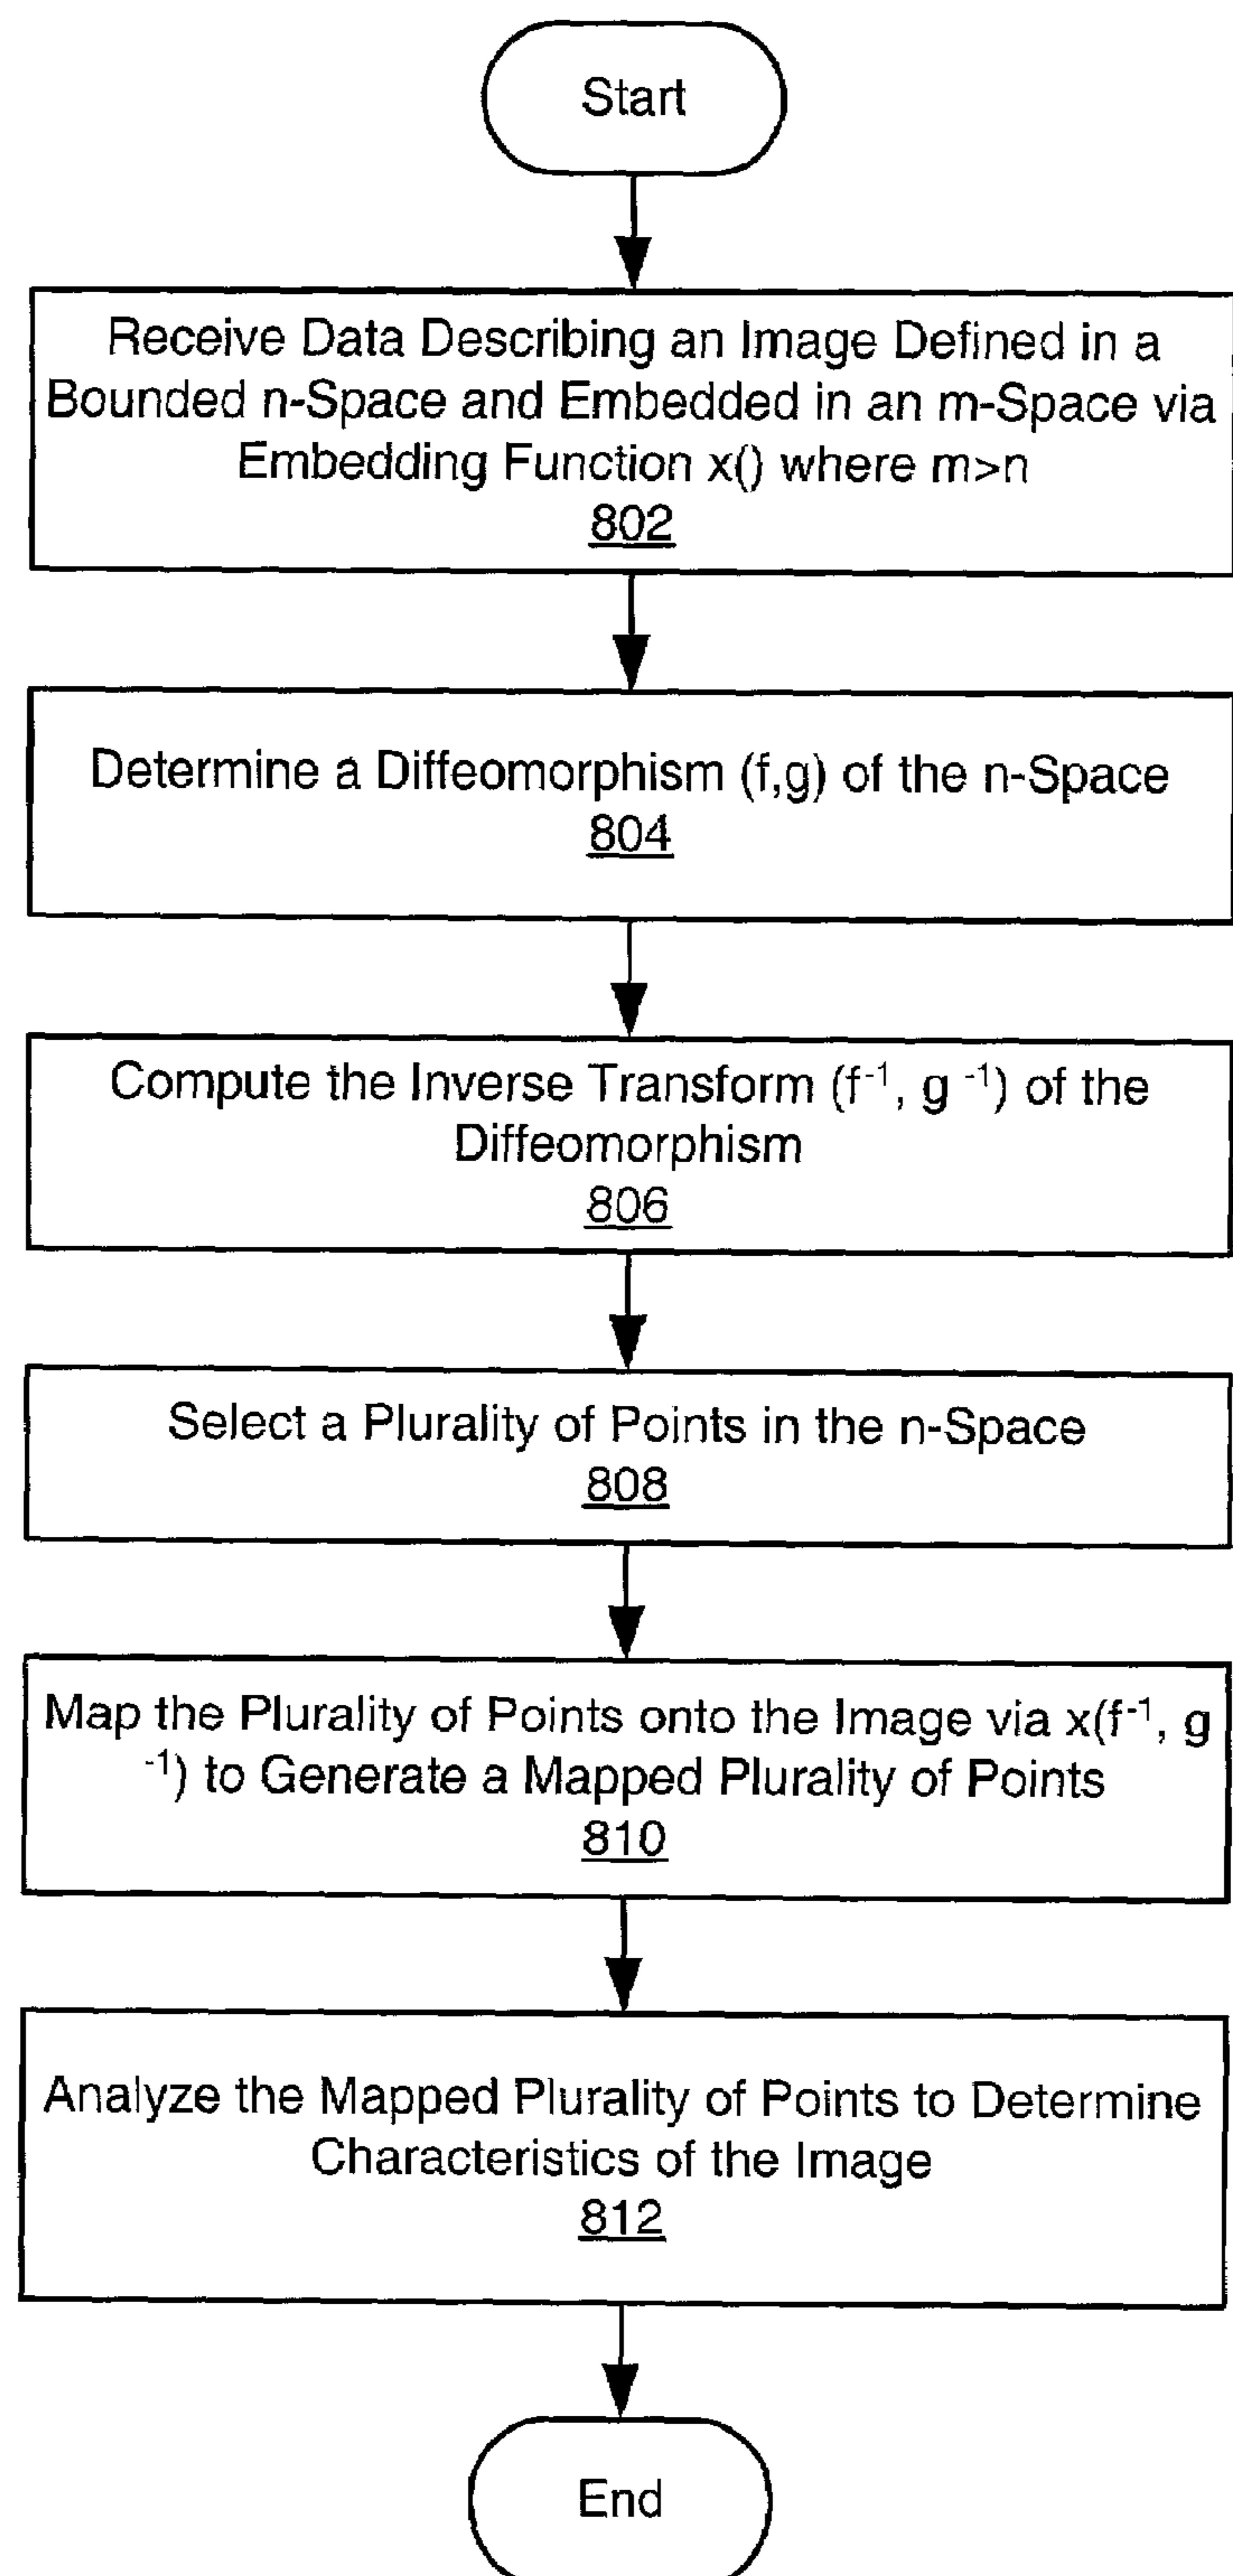 Start
Receive Data Describing an Image Defined in a
Bounded n-Space and Embedded in an m-Space via
Embedding Function x() where m>n
802
Determine a Diffeomorphism (f,g) of the n-Space
804
Compute the Inverse Transform (f⁻¹, g ⁻¹) of the
Diffeomorphism
806
Select a Plurality of Points in the n-Space
808
Map the Plurality of Points onto the Image via x(f⁻¹, g
⁻¹) to Generate a Mapped Plurality of Points
810
Analyze the Mapped Plurality of Points to Determine
Characteristics of the Image
812
End